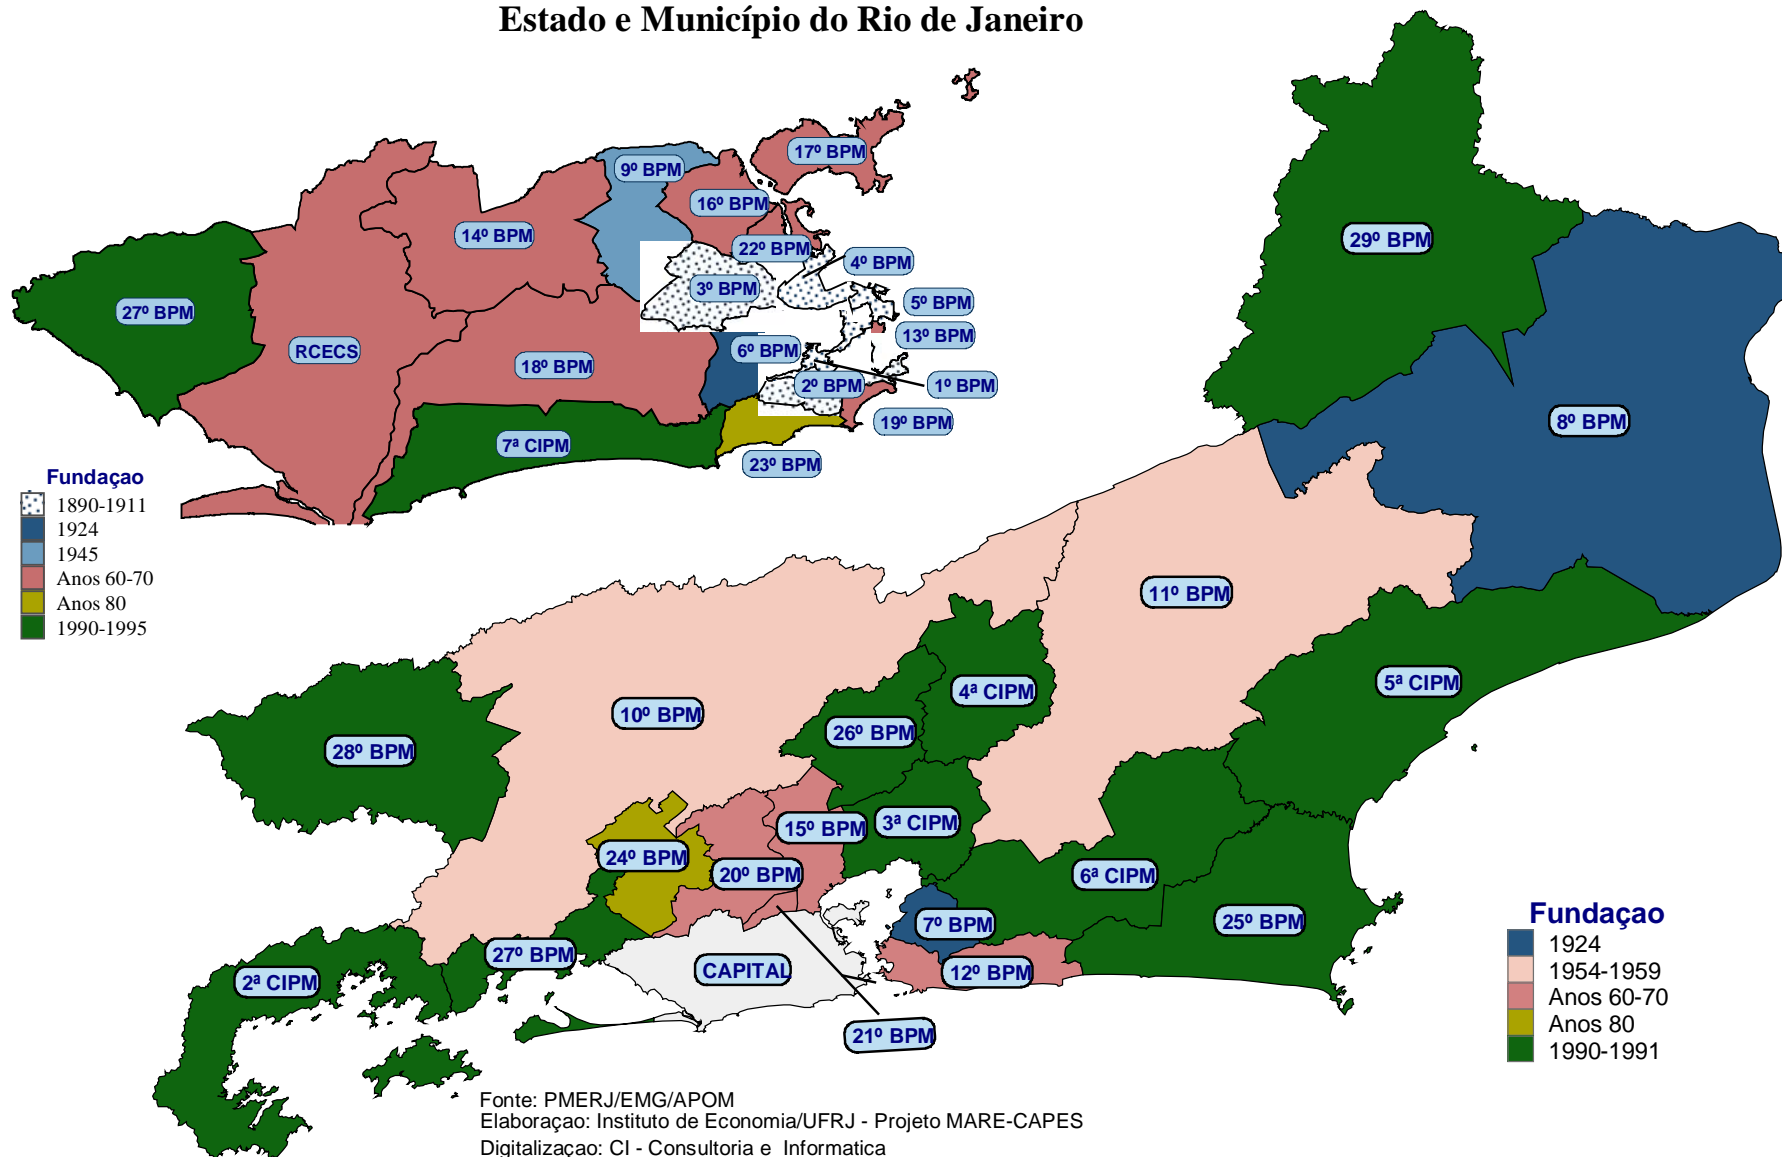 Estado e Município do Rio de Janeiro
17º BPM
9º BPM
16º BPM
14º BPM
22º BPM
4º BPM
3º BPM
5º BPM
27º BPM
13º BPM
RCECS
6º BPM
18º BPM
2º BPM
1º BPM
19º BPM
7ª CIPM
23º BPM
Fundaçao
1890-1911
1924
1945
Anos 60-70
Anos 80
1990-1995
29º BPM
8º BPM
11º BPM
5ª CIPM
4ª CIPM
10º BPM
26º BPM
28º BPM
15º BPM
3ª CIPM
24º BPM
20º BPM
6ª CIPM
7º BPM
25º BPM
27º BPM
CAPITAL
12º BPM
2ª CIPM
21º BPM
Fundaçao
1924
1954-1959
Anos 60-70
Anos 80
1990-1991
Fonte: PMERJ/EMG/APOM
Elaboraçao: Instituto de Economia/UFRJ - Projeto MARE-CAPES
Digitalizaçao: CI - Consultoria e Informatica